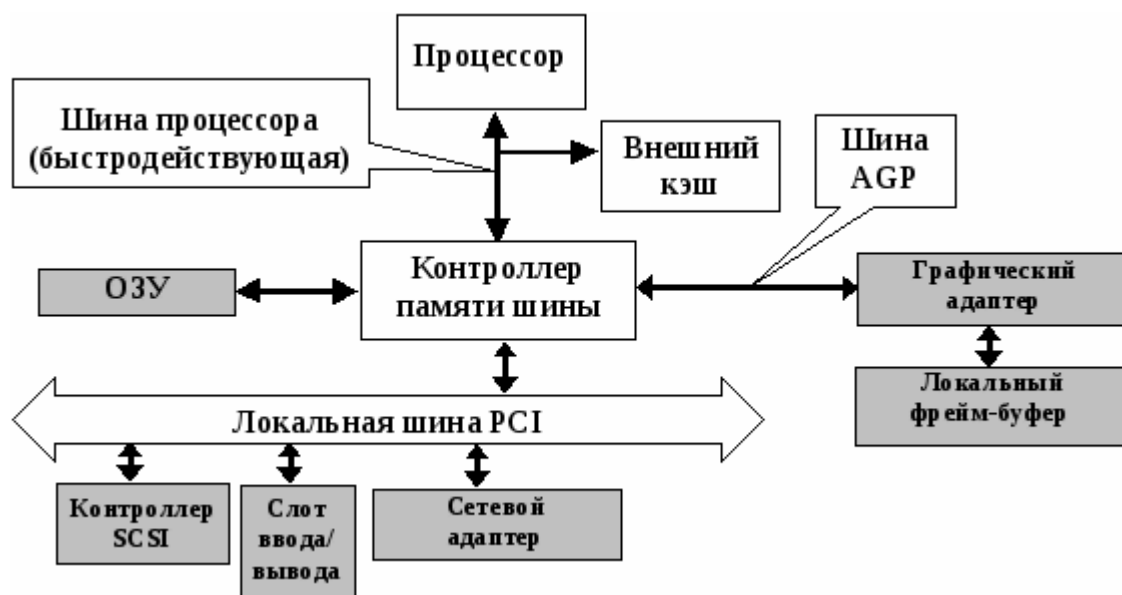 Процессор
Шина процессора
(быстродействующая)
Внешний
кэш
Шина
AGP
ОЗУ
Контроллер
памяти шины
Графический
адаптер
Локальный
фрейм-буфер
Локальная шина PCI
Контроллер
SCSI
Слот
ввода/
вывода
Сетевой
адаптер